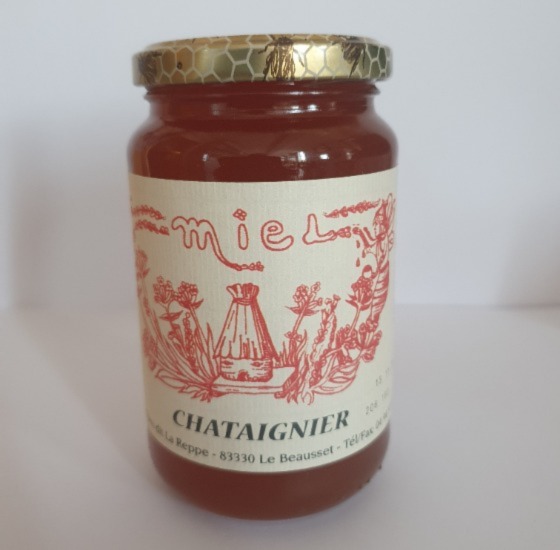 miel
CHATAIGNIER
La Reppe - 83330 Le Beausset - Tél/Fax